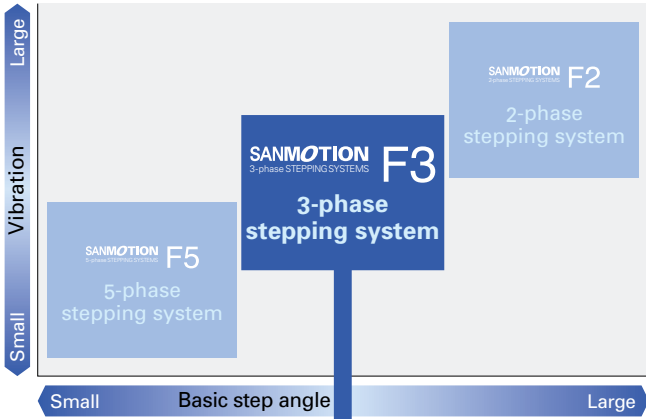 Large
Vibration
Small
SANMOTION F2
2-phase STEPPING SYSTEMS
2-phase
stepping system
SANMOTION F3
3-phase STEPPING SYSTEMS
3-phase
stepping system
SANMOTION F5
5-phase STEPPING SYSTEMS
5-phase
stepping system
Small
Basic step angle
Large